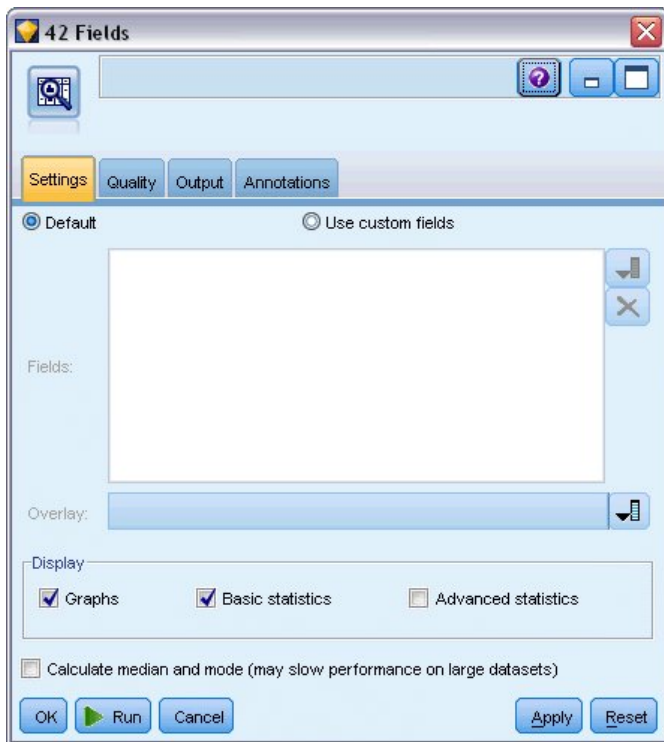 42 Fields
Settings Quality Output Annotations
Default Use custom fields
Fields:
Overlay:
Display
Graphs Basic statistics Advanced statistics
Calculate median and mode (may slow performance on large datasets)
OK Run Cancel Apply Reset